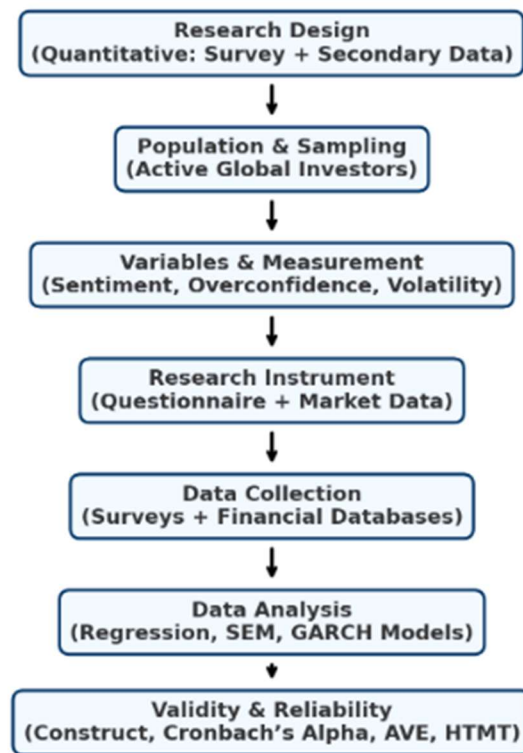 Research Design
(Quantitative: Survey + Secondary Data)
Population & Sampling
(Active Global Investors)
Variables & Measurement
(Sentiment, Overconfidence, Volatility)
Research Instrument
(Questionnaire + Market Data)
Data Collection
(Surveys + Financial Databases)
Data Analysis
(Regression, SEM, GARCH Models)
Validity & Reliability
(Construct, Cronbach’s Alpha, AVE, HTMT)